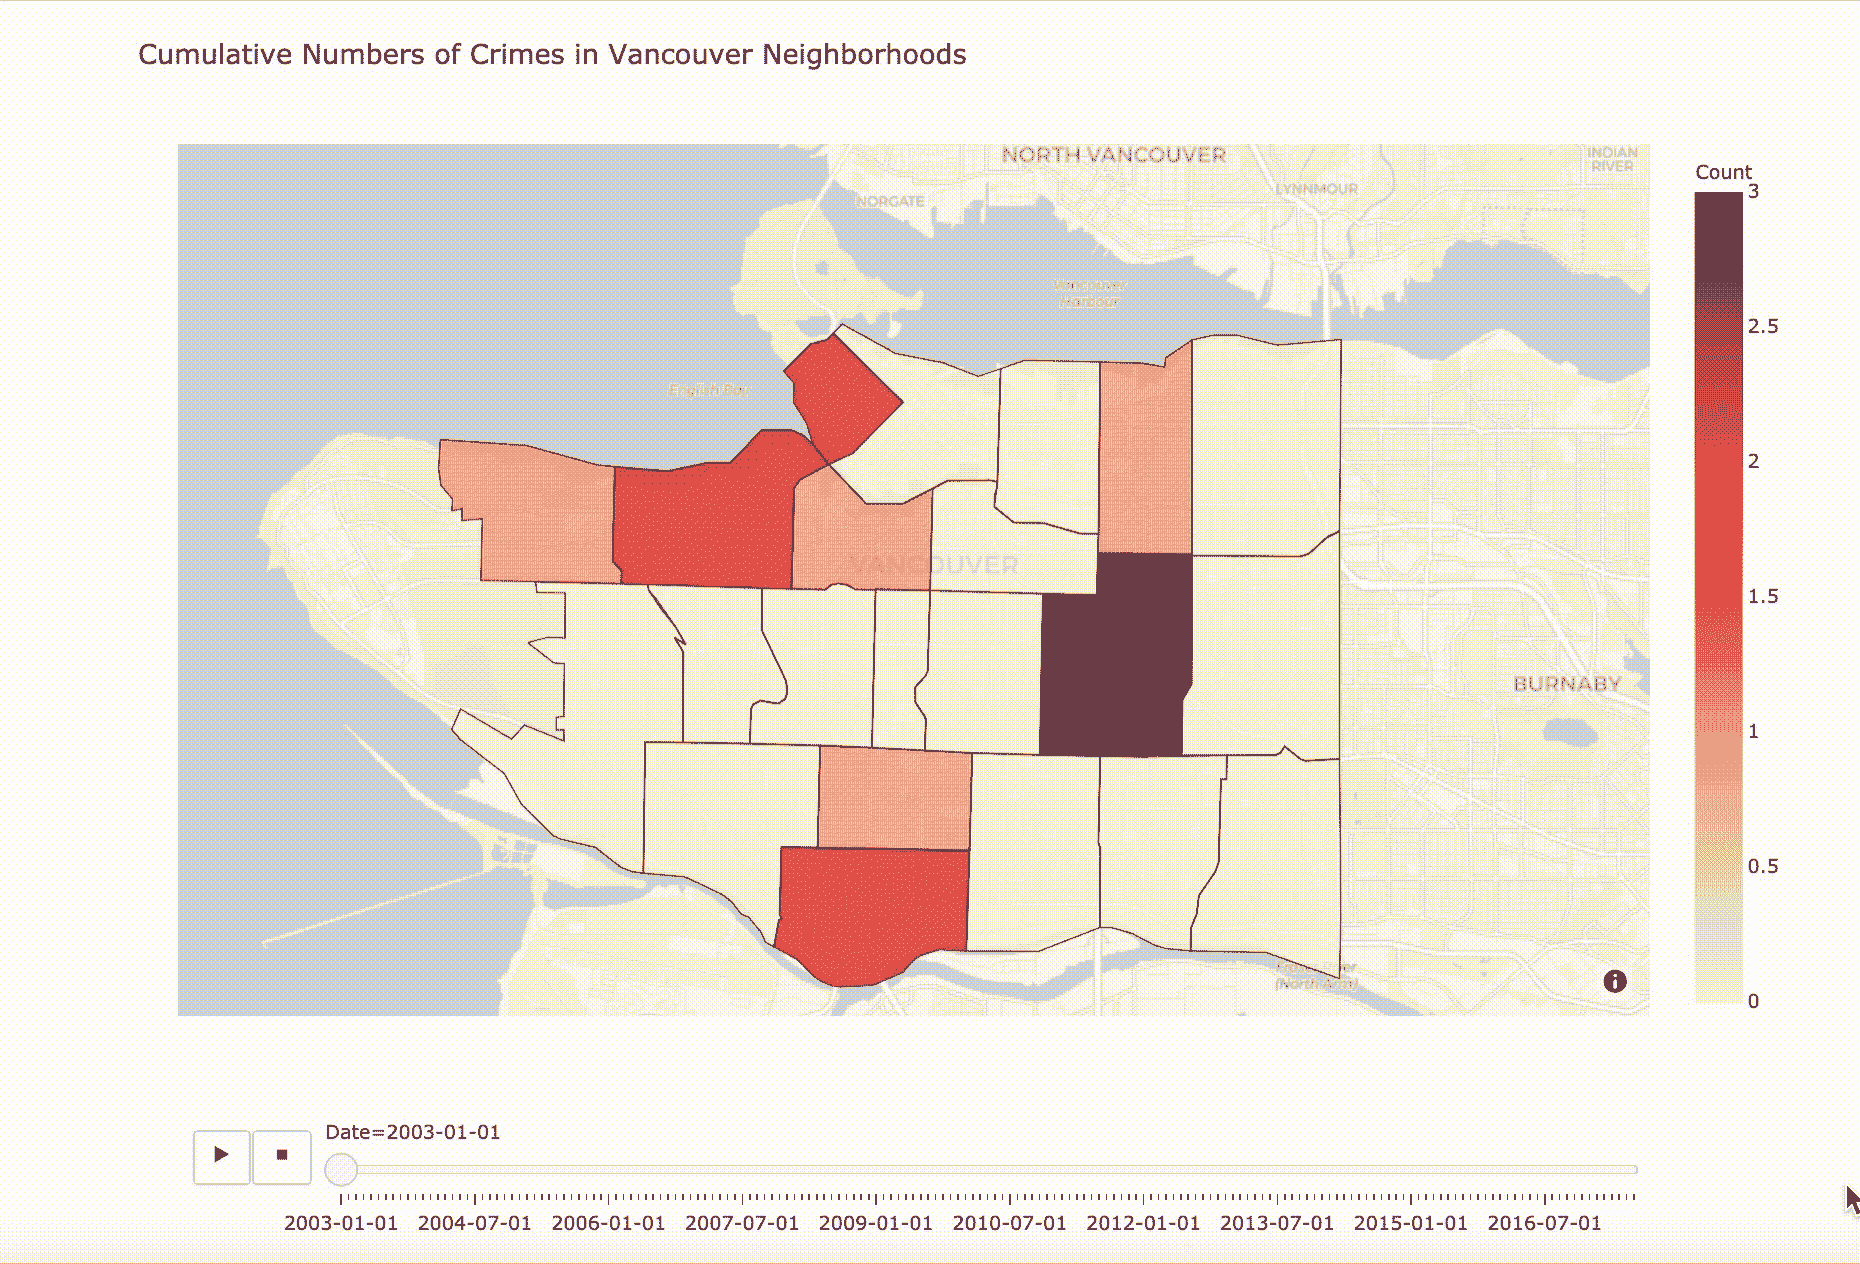 Cumulative Numbers of Crimes in Vancouver Neighborhoods
NORTH VANCOUVER
INDIAN
RIVER
LYNNMOUR
NORGATE
Count
3
Vancouver
Harbour
2.5
English Bay
2
VANCOUVER
1.5
BURNABY
1
0.5
(North Arm)
0
Date=2003-01-01
2003-01-01 2004-07-01 2006-01-01 2007-07-01 2009-01-01 2010-07-01 2012-01-01 2013-07-01 2015-01-01 2016-07-01